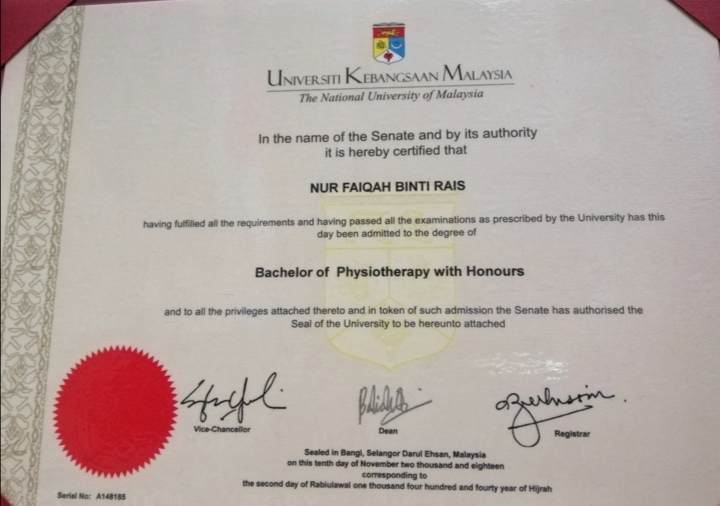 UNIVERSITI KEBANGSAAN MALAYSIA
The National University of Malaysia
In the name of the Senate and by its authority
it is hereby certified that
NUR FAIQAH BINTI RAIS
having fulfilled all the requirements and having passed all the examinations as prescribed by the University has this
day been admitted to the degree of
Bachelor of Physiotherapy with Honours
and to all the privileges attached thereto and in token of such admission the Senate has authorised the
Seal of the University to be hereunto attached
Vice-Chancellor
Dean
Registrar
Sealed in Bangi, Selangor Darul Ehsan, Malaysia
on this tenth day of November two thousand and eighteen
corresponding to
the second day of Rabiulawal one thousand four hundred and fourty year of Hijrah
Serial No: A148185